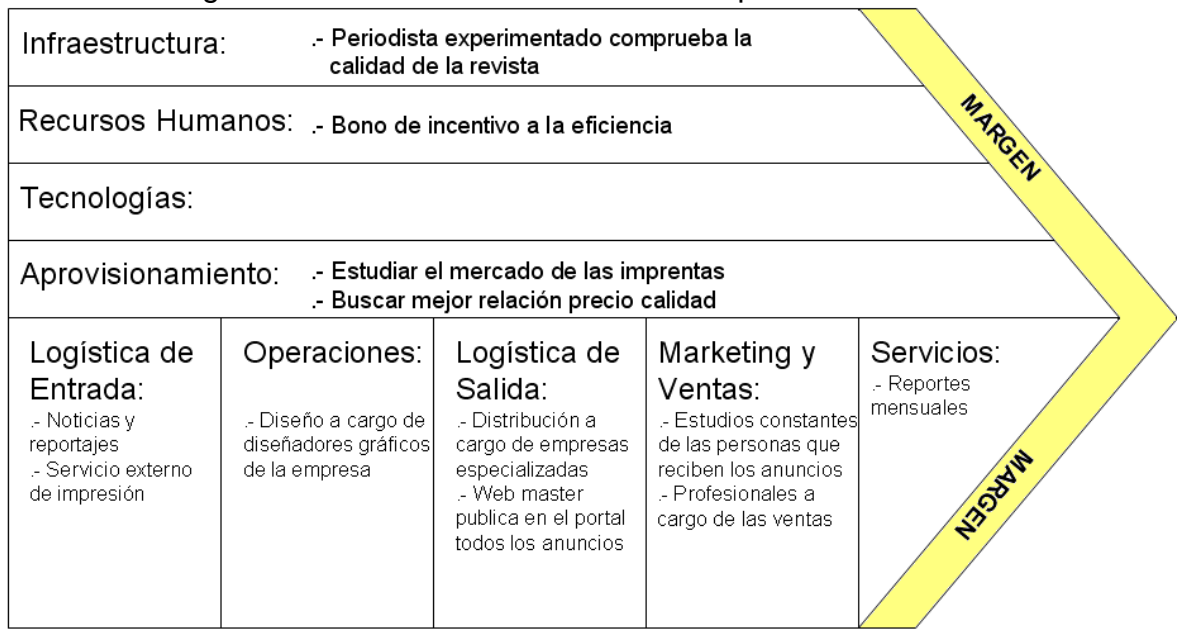 Infraestructura: .- Periodista experimentado comprueba la
calidad de la revista
Recursos Humanos: .- Bono de incentivo a la eficiencia
Tecnologías:
Aprovisionamiento: .- Estudiar el mercado de las imprentas
.- Buscar mejor relación precio calidad
MARGEN
Logística de
Entrada:
.- Noticias y
reportajes
.- Servicio externo
de impresión
Operaciones:
.- Diseño a cargo de
diseñadores gráficos
de la empresa
Logística de
Salida:
.- Distribución a
cargo de empresas
especializadas
.- Web master
publica en el portal
todos los anuncios
Marketing y
Ventas:
.- Estudios constantes
de las personas que
reciben los anuncios
.- Profesionales a
cargo de las ventas
Servicios:
.- Reportes
mensuales
MARGEN